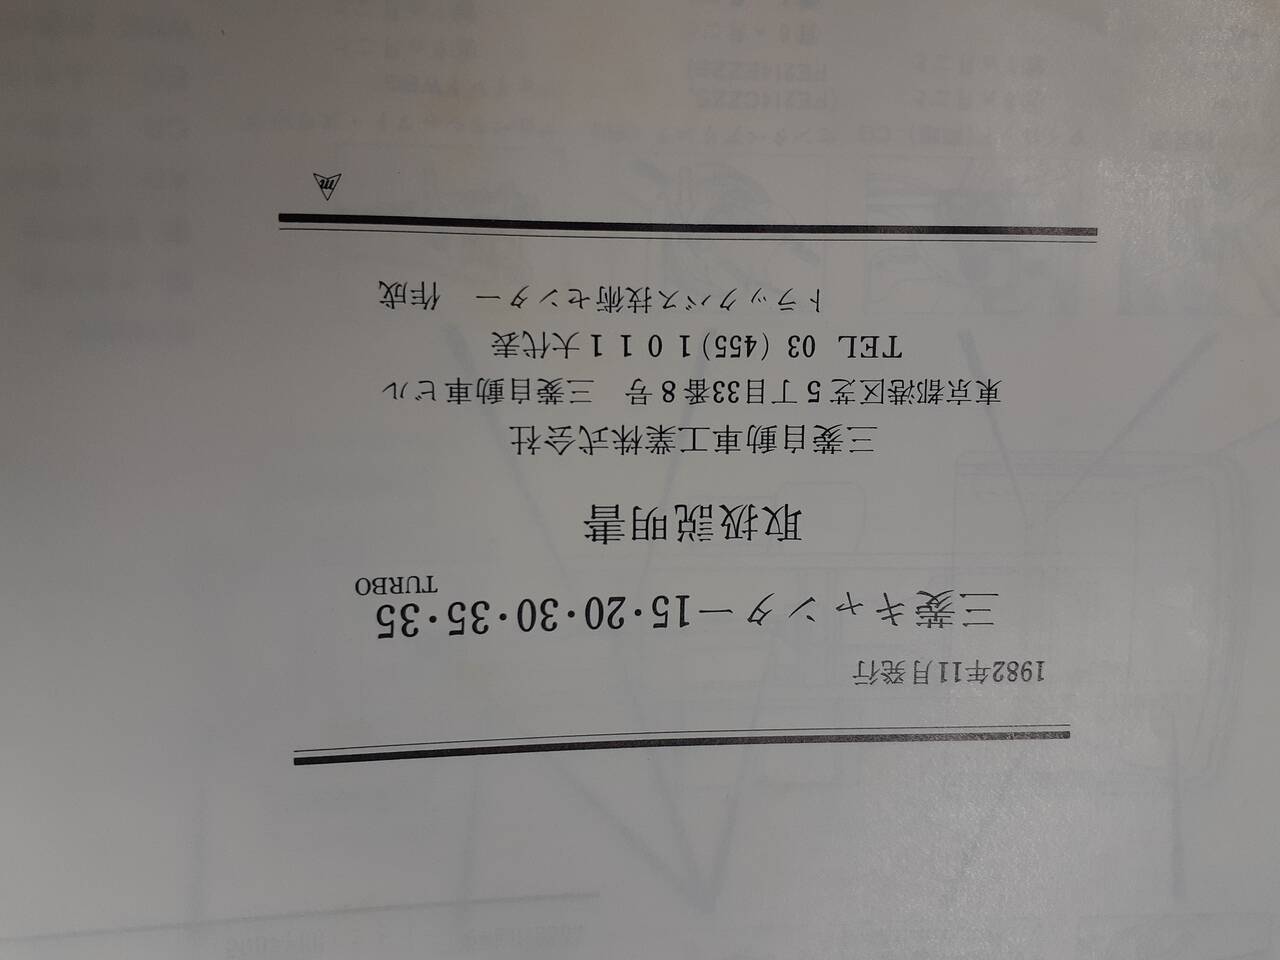 1982年11月発行
三菱キャンター15・20・30・35・35
TURBO
取扱説明書
三菱自動車工業株式会社
東京都港区芝5丁目33番8号 三菱自動車ビル
TEL 03 (455) 1 0 1 1 大代表
トラックバス技術センター 作成
m